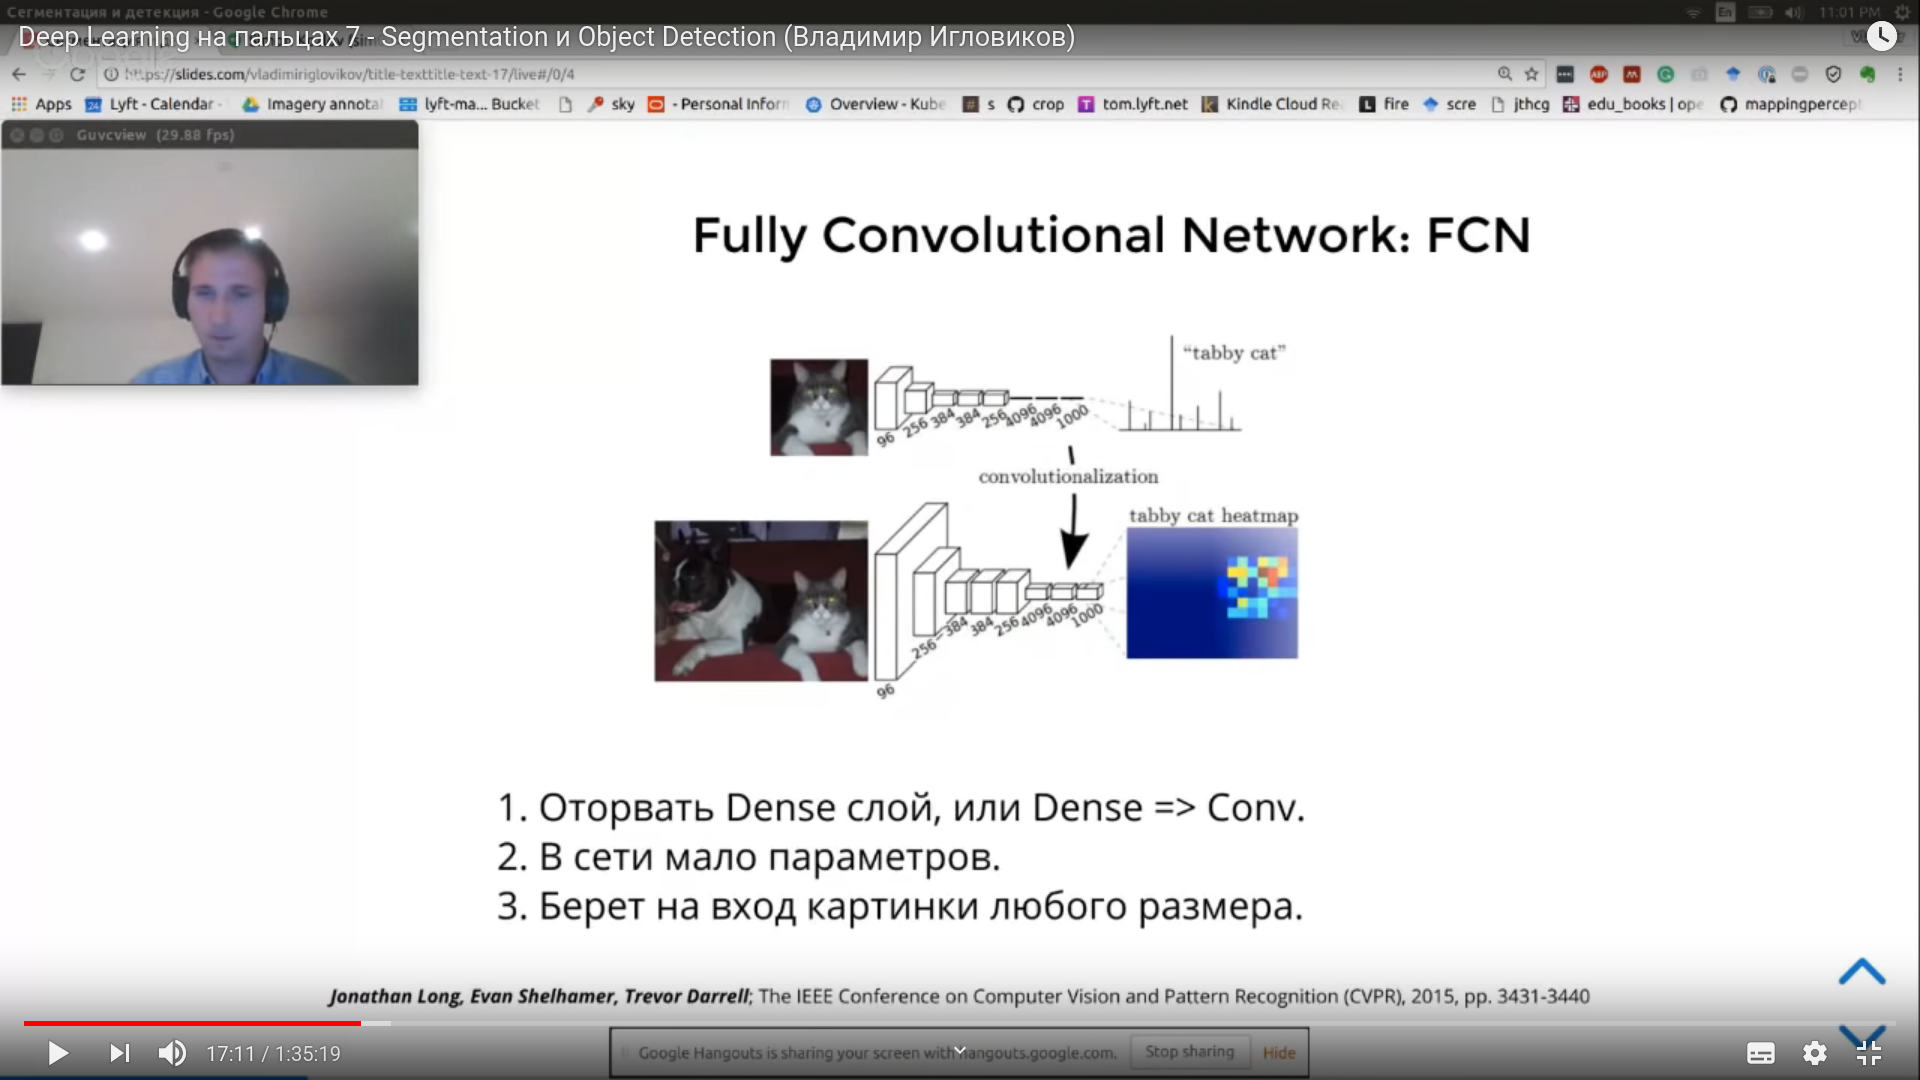 Сегментация и детекция - Google Chrome
En
11:01 PM
Deep Learning на пальцах 7 - Segmentation и Object Detection (Владимир Игловиков)
https://slides.com/vladimiriglovikov/title-texttitle-text-17/live#/0/4
ABP
Apps
24
Lyft - Calendar -
Imagery annota
lyft-ma... Bucket
sky
- Personal Infor
Overview - Kube
s
crop
tom.lyft.net
Kindle Cloud Re
fire
scre
jthcg
edu_books | ope
mappingpercep
Guvcview (29.88 fps)
Fully Convolutional Network: FCN
"tabby cat"
96
256
384
384
256
4096
4096
1000
convolutionalization
tabby cat heatmap
96
256
384
384
256
4096
4096
1000
1. Оторвать Dense слой, или Dense => Conv.
2. В сети мало параметров.
3. Берет на вход картинки любого размера.
Jonathan Long, Evan Shelhamer, Trevor Darrell; The IEEE Conference on Computer Vision and Pattern Recognition (CVPR), 2015, pp. 3431-3440
17:11 / 1:35:19
Google Hangouts is sharing your screen with hangouts.google.com.
Stop sharing
Hide